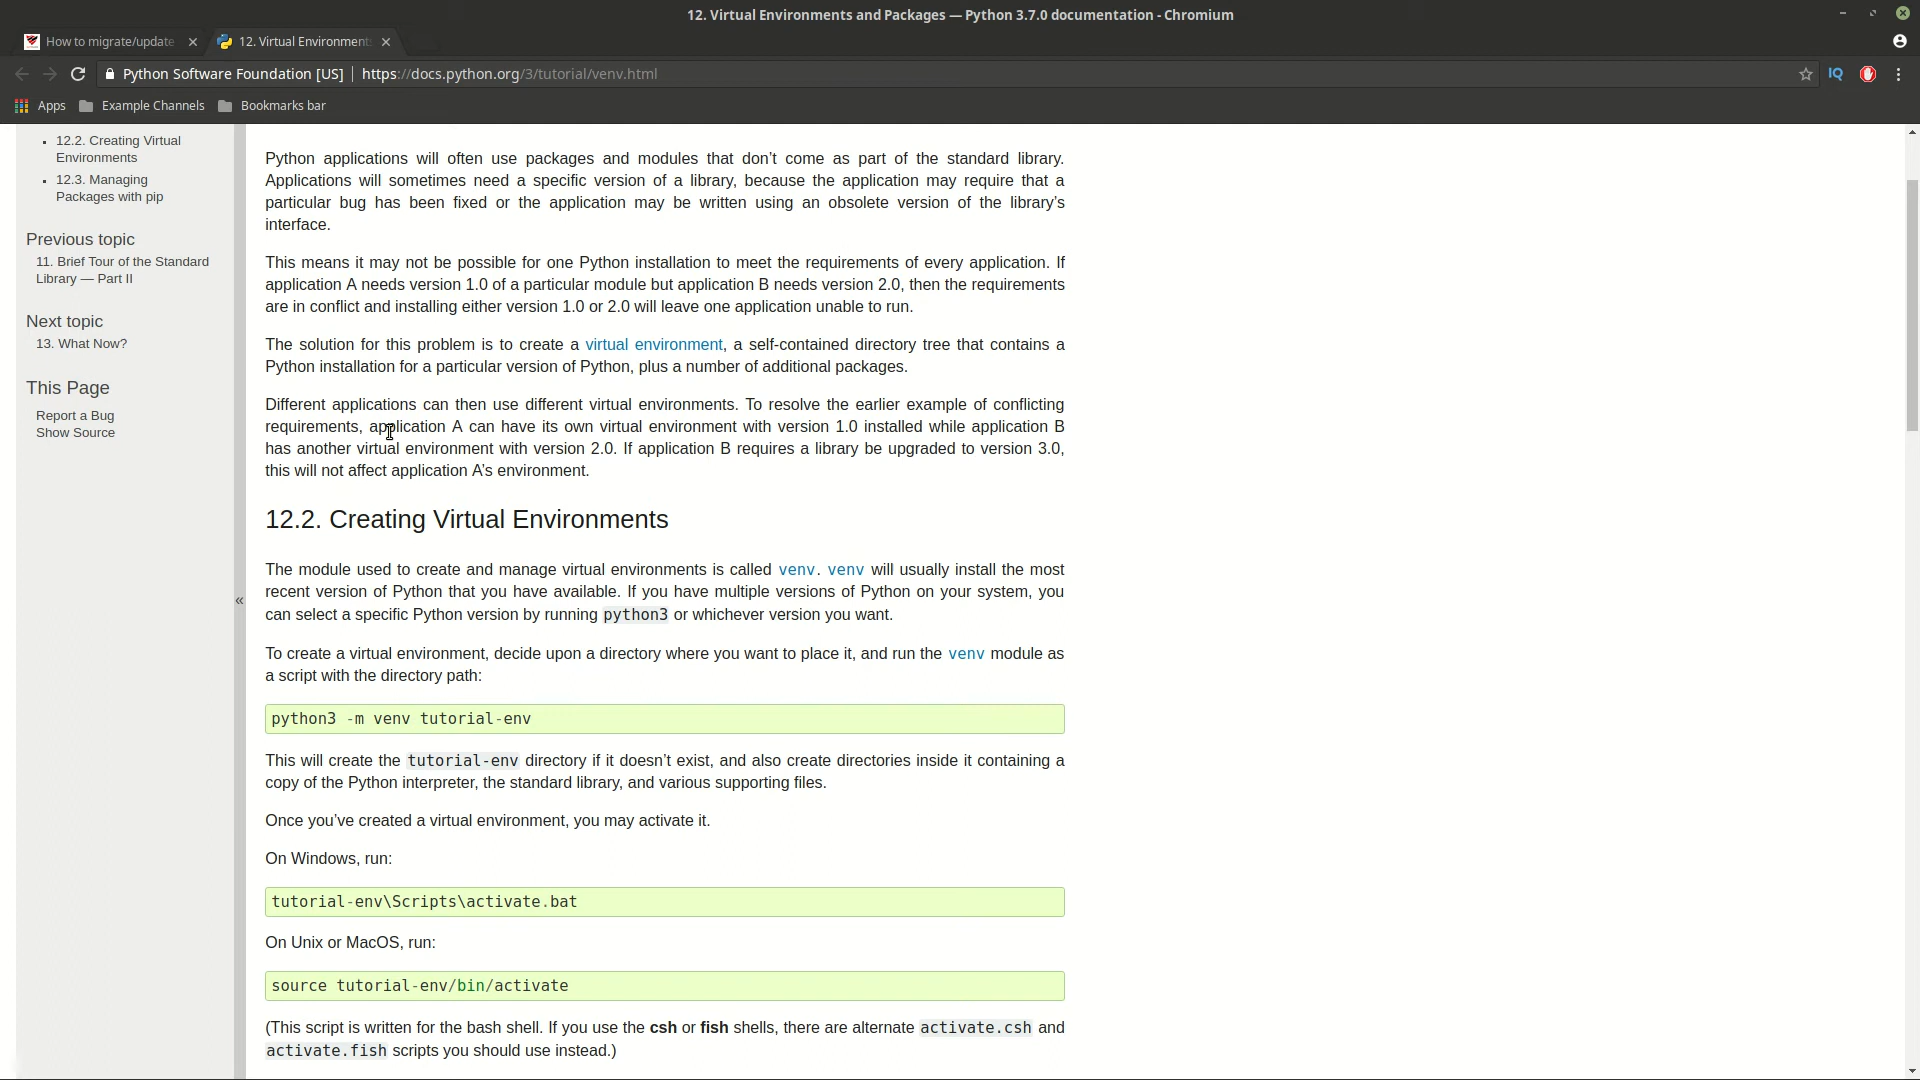 12. Virtual Environments and Packages — Python 3.7.0 documentation - Chromium
How to migrate/update
12. Virtual Environment
Python Software Foundation [US] | https://docs.python.org/3/tutorial/venv.html
IQ
Apps
Example Channels
Bookmarks bar
12.2. Creating Virtual
Environments
12.3. Managing
Packages with pip
Previous topic
11. Brief Tour of the Standard
Library — Part II
Next topic
13. What Now?
This Page
Report a Bug
Show Source
«
Python applications will often use packages and modules that don’t come as part of the standard library.
Applications will sometimes need a specific version of a library, because the application may require that a
particular bug has been fixed or the application may be written using an obsolete version of the library’s
interface.
This means it may not be possible for one Python installation to meet the requirements of every application. If
application A needs version 1.0 of a particular module but application B needs version 2.0, then the requirements
are in conflict and installing either version 1.0 or 2.0 will leave one application unable to run.
The solution for this problem is to create a virtual environment, a self-contained directory tree that contains a
Python installation for a particular version of Python, plus a number of additional packages.
Different applications can then use different virtual environments. To resolve the earlier example of conflicting
requirements, application A can have its own virtual environment with version 1.0 installed while application B
has another virtual environment with version 2.0. If application B requires a library be upgraded to version 3.0,
this will not affect application A’s environment.
12.2. Creating Virtual Environments
The module used to create and manage virtual environments is called venv. venv will usually install the most
recent version of Python that you have available. If you have multiple versions of Python on your system, you
can select a specific Python version by running python3 or whichever version you want.
To create a virtual environment, decide upon a directory where you want to place it, and run the venv module as
a script with the directory path:
python3 -m venv tutorial-env
This will create the tutorial-env directory if it doesn’t exist, and also create directories inside it containing a
copy of the Python interpreter, the standard library, and various supporting files.
Once you’ve created a virtual environment, you may activate it.
On Windows, run:
tutorial-env\Scripts\activate.bat
On Unix or MacOS, run:
source tutorial-env/bin/activate
(This script is written for the bash shell. If you use the csh or fish shells, there are alternate activate.csh and
activate.fish scripts you should use instead.)